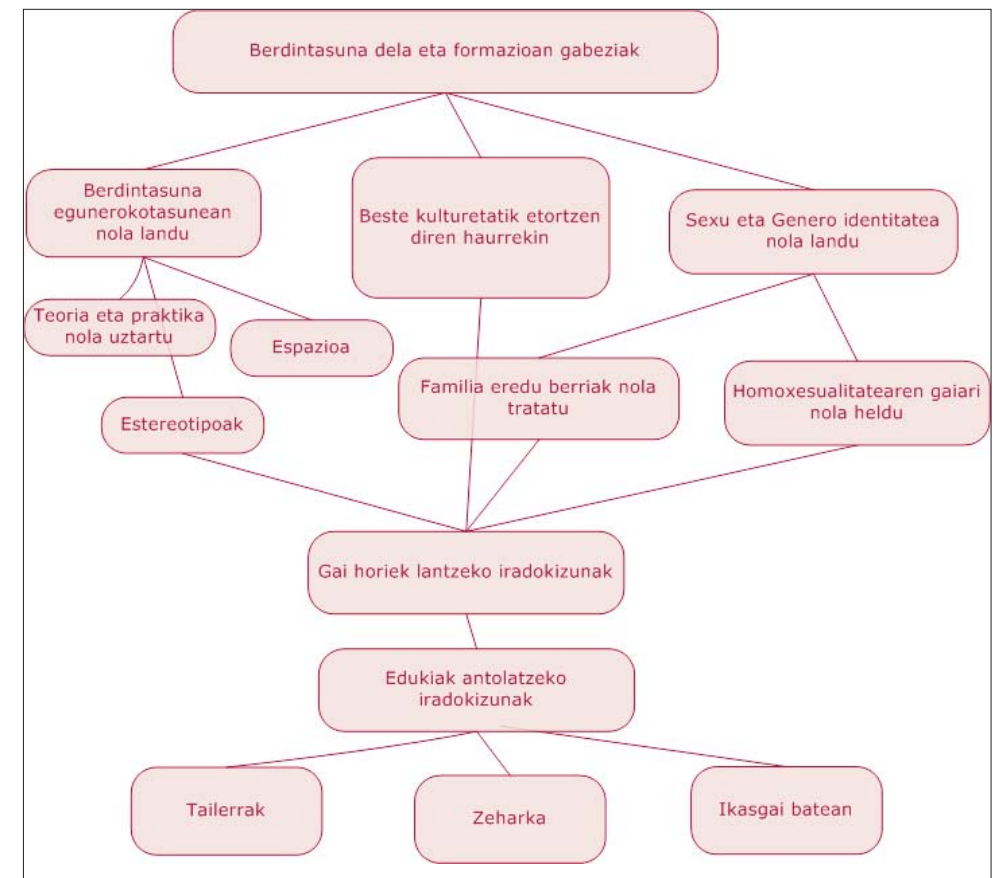 Berdintasuna dela eta formazioan gabeziak
Berdintasuna
egunerokotasunean
nola landu
Beste kulturetatik etortzen
diren haurrekin
Sexu eta Genero identitatea
nola landu
Teoria eta praktika
nola uztartu
Espazioa
Familia eredu berriak nola
tratatu
Homoxesualitatearen gaiari
nola heldu
Estereotipoak
Gai horiek lantzeko iradokizunak
Edukiak antolatzeko
iradokizunak
Tailerrak
Zeharka
Ikasgai batean